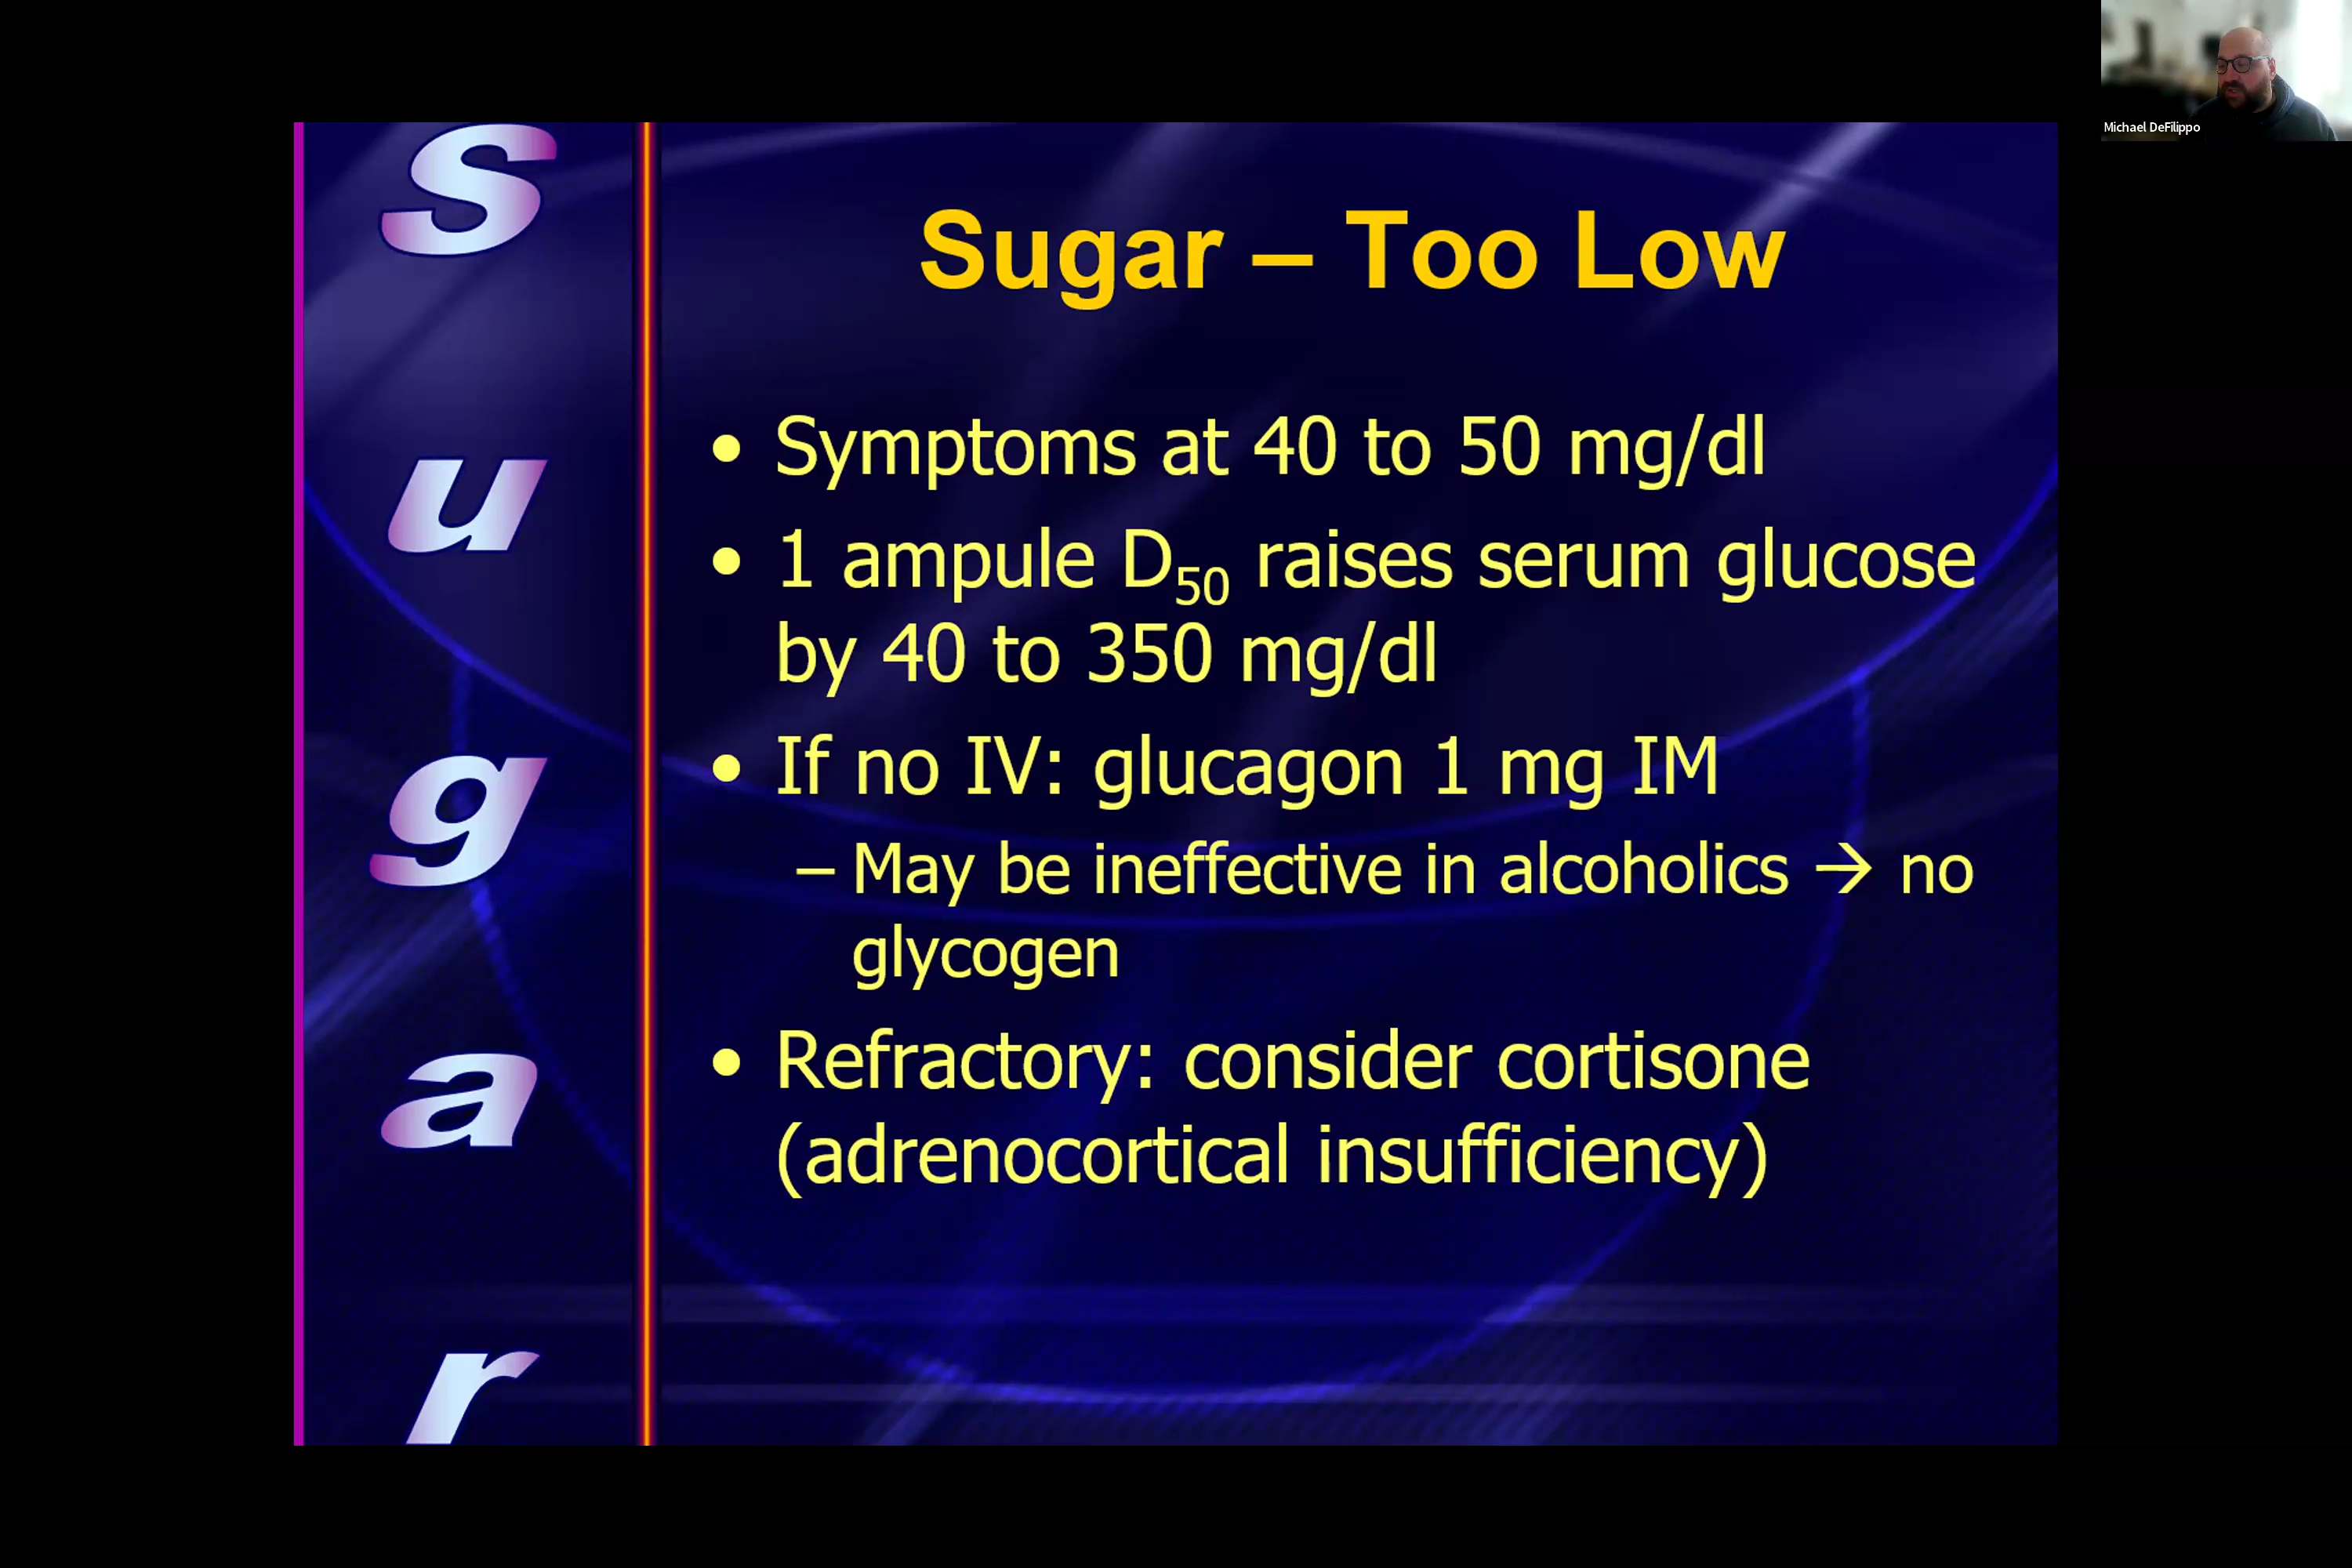 Michael DeFilippo
S
u
g
a
r
Sugar – Too Low
• Symptoms at 40 to 50 mg/dl
• 1 ampule D₅₀ raises serum glucose
by 40 to 350 mg/dl
• If no IV: glucagon 1 mg IM
– May be ineffective in alcoholics → no
glycogen
• Refractory: consider cortisone
(adrenocortical insufficiency)